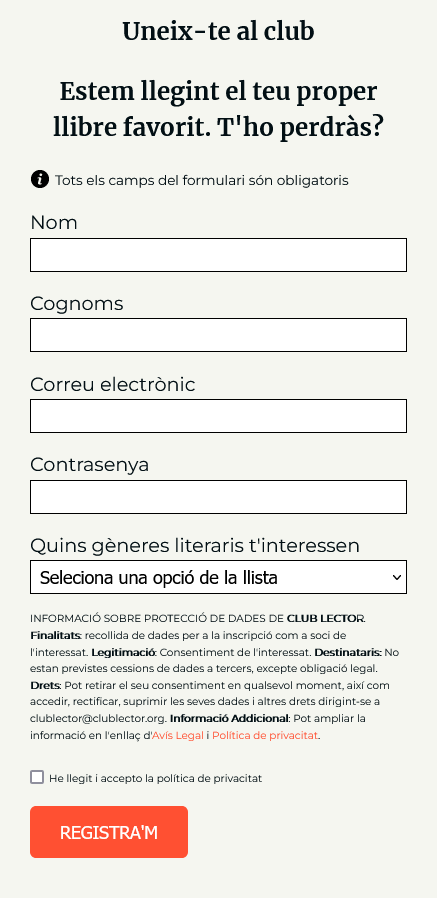 Uneix-te al club
Estem llegint el teu proper
llibre favorit. T'ho perdràs?
Tots els camps del formulari són obligatoris
Nom
Cognoms
Correu electrònic
Contrasenya
Quins gèneres literaris t'interessen
Seleciona una opció de la llista
INFORMACIÓ SOBRE PROTECCIÓ DE DADES DE CLUB LECTOR.
Finalitats: recollida de dades per a la inscripció com a soci de
l'interessat. Legitimació: Consentiment de l'interessat. Destinataris: No
estan previstes cessions de dades a tercers, excepte obligació legal.
Drets: Pot retirar el seu consentiment en qualsevol moment, així com
accedir, rectificar, suprimir les seves dades i altres drets dirigint-se a
clublector@clublector.org. Informació Addicional: Pot ampliar la
informació en l'enllaç d'Avís Legal i Política de privacitat.
He llegit i accepto la política de privacitat
REGISTRA'M